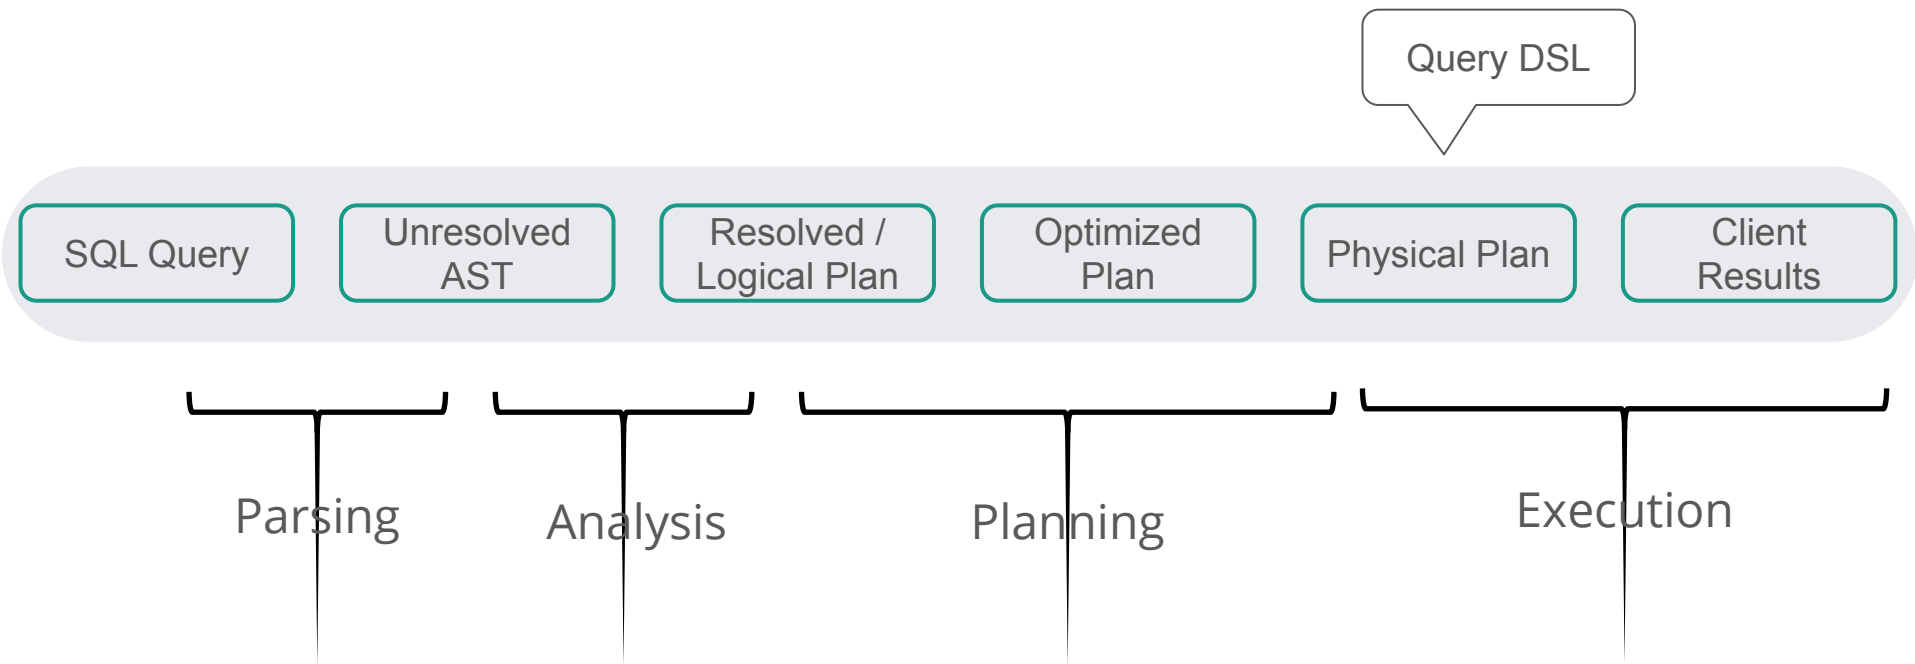 Query DSL
SQL Query
Unresolved
AST
Resolved /
Logical Plan
Optimized
Plan
Physical Plan
Client
Results
Parsing
Analysis
Planning
Execution